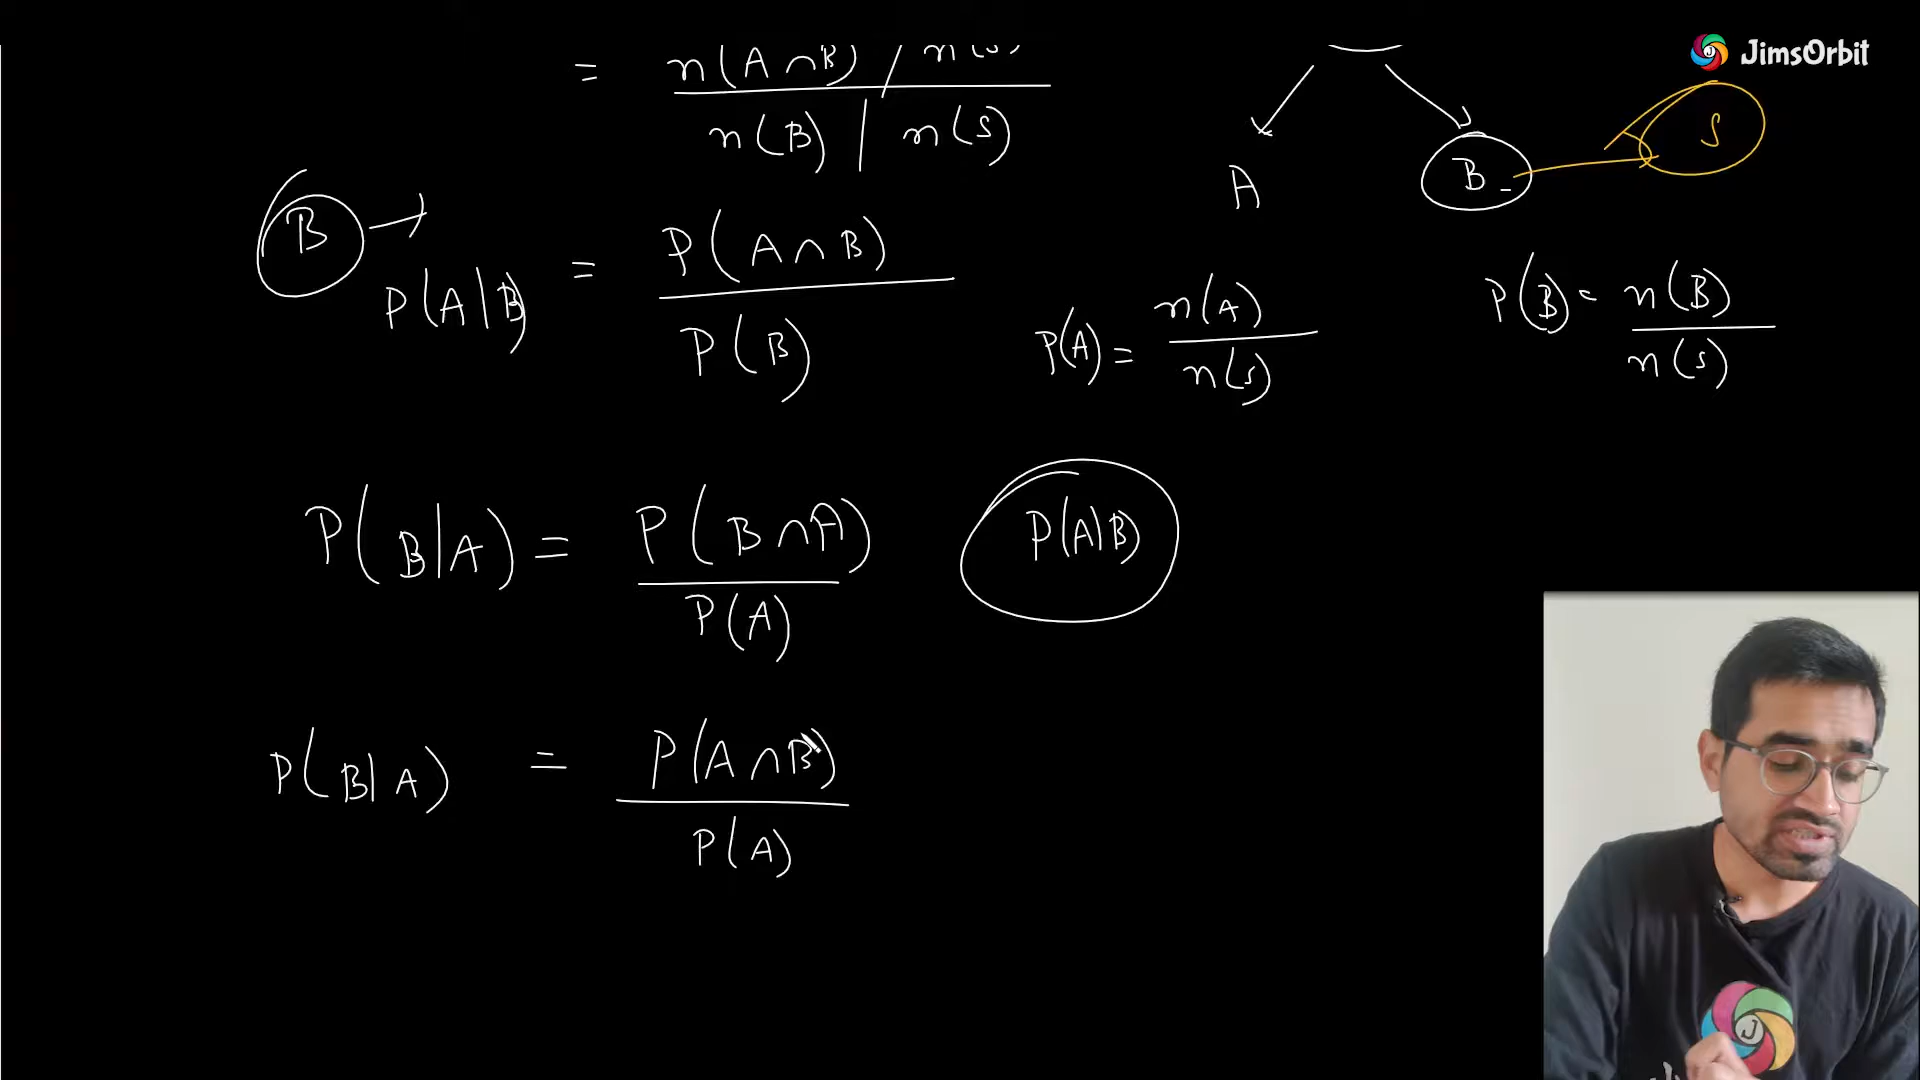 JimsOrbit
= n(A∩B) / n(S)
n(B) / n(S)
S
A
B
B →
P(A|B) = P(A∩B)
P(B)
P(A) = n(A)
n(S)
P(B) = n(B)
n(S)
P(B|A) = P(B∩A)
P(A)
P(A|B)
P(B|A) = P(A∩B)
P(A)
J